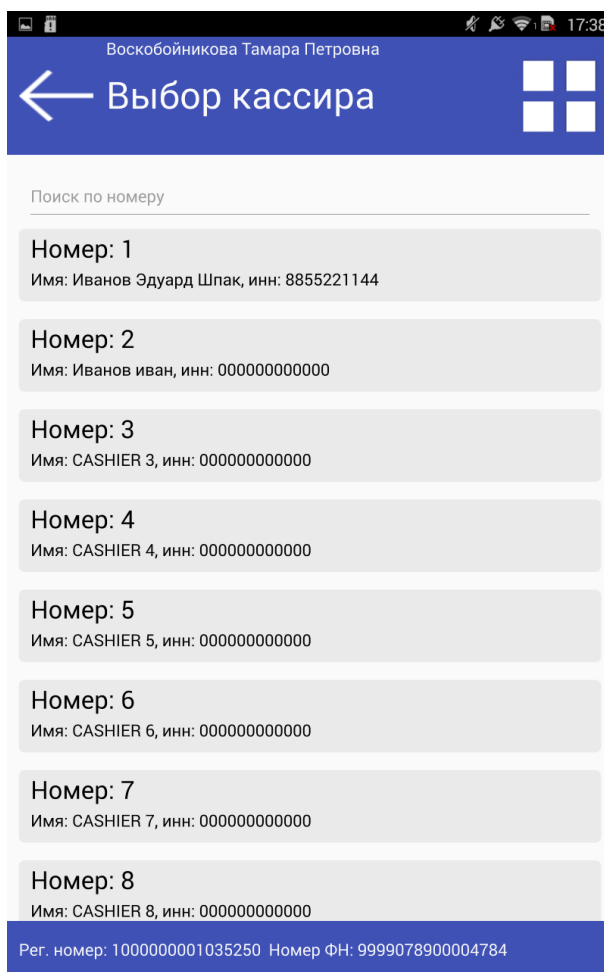 17:38
Воскобойникова Тамара Петровна
Выбор кассира
Поиск по номеру
Номер: 1
Имя: Иванов Эдуард Шпак, инн: 8855221144
Номер: 2
Имя: Иванов иван, инн: 000000000000
Номер: 3
Имя: CASHIER 3, инн: 000000000000
Номер: 4
Имя: CASHIER 4, инн: 000000000000
Номер: 5
Имя: CASHIER 5, инн: 000000000000
Номер: 6
Имя: CASHIER 6, инн: 000000000000
Номер: 7
Имя: CASHIER 7, инн: 000000000000
Номер: 8
Имя: CASHIER 8, инн: 000000000000
Рег. номер: 1000000001035250 Номер ФН: 9999078900004784